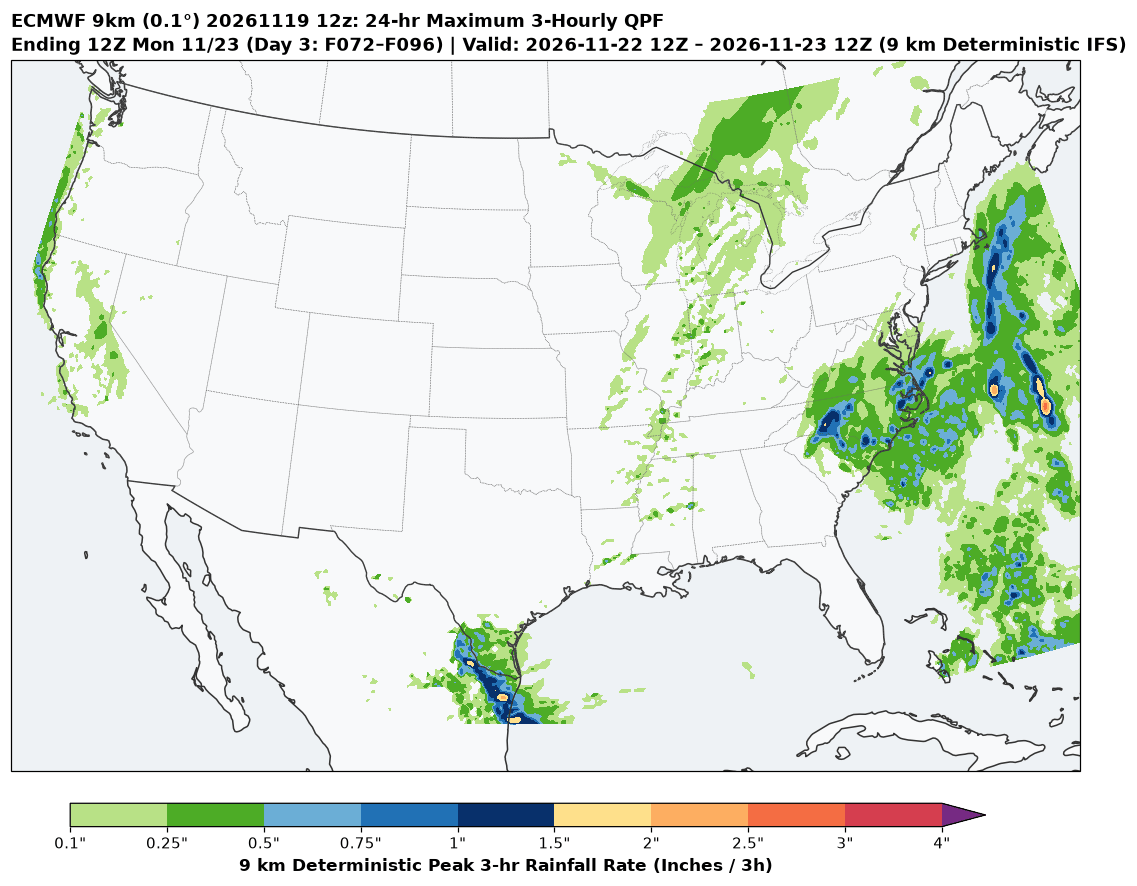 ECMWF 9km (0.1°) 20261119 12z: 24-hr Maximum 3-Hourly QPF
Ending 12Z Mon 11/23 (Day 3: F072–F096) | Valid: 2026-11-22 12Z – 2026-11-23 12Z (9 km Deterministic IFS)
0.1" 0.25" 0.5" 0.75" 1" 1.5" 2" 2.5" 3" 4"
9 km Deterministic Peak 3-hr Rainfall Rate (Inches / 3h)